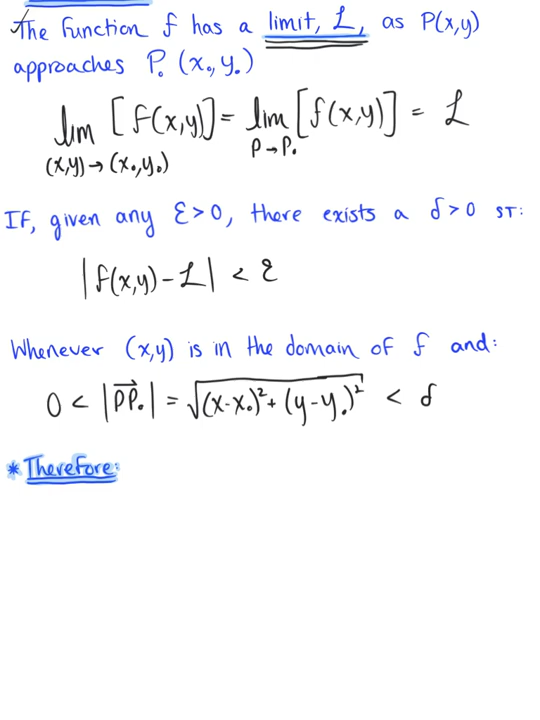 The Function f has a limit, L, as P(x,y)
approaches P₀ (x₀,y₀)
lim [f(x,y)] = lim [f(x,y)] = L
(x,y)→(x₀,y₀) P→P₀
If, given any ε>0, there exists a δ>0 ST:
|f(x,y)-L| < ε
Whenever (x,y) is in the domain of f and:
0 < |PP₀⃗| = √(x-x₀)²+(y-y₀)² < δ
*Therefore: